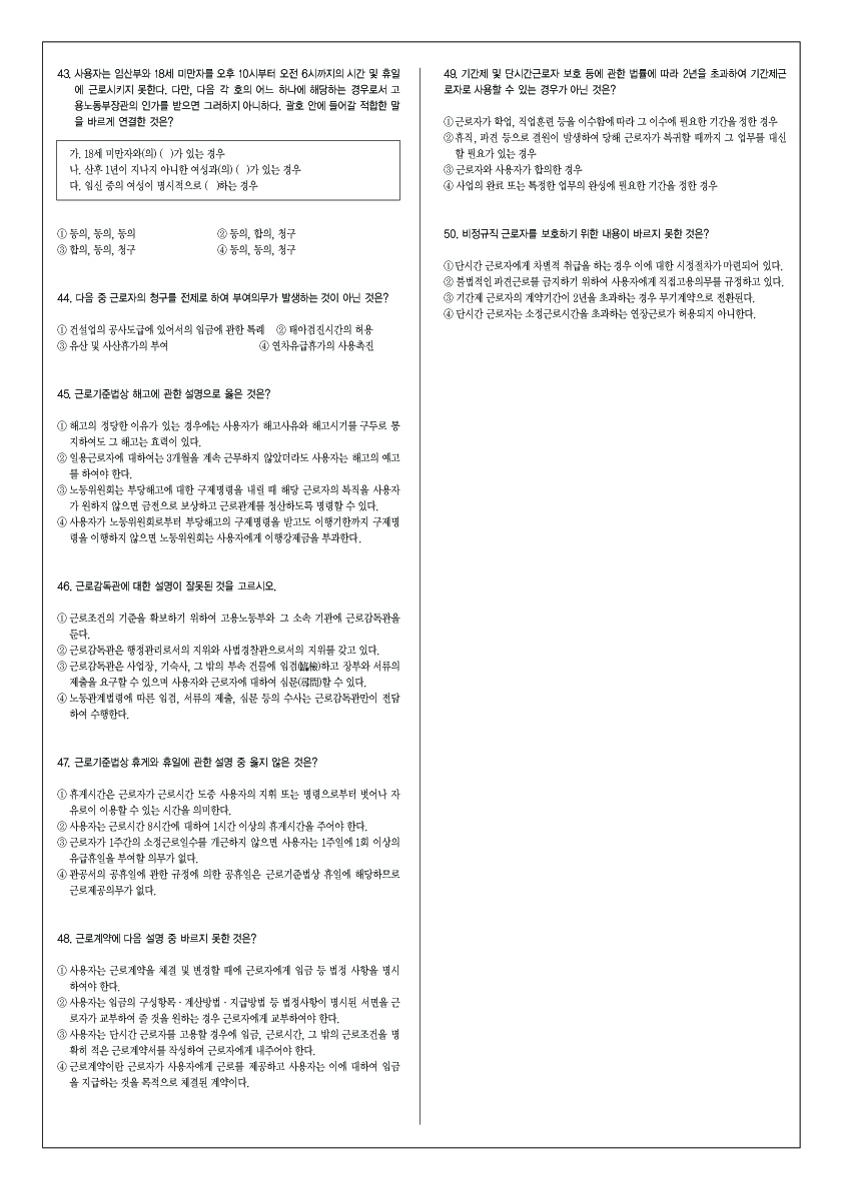 43. 사용자는 임산부와 18세 미만자를 오후 10시부터 오전 6시까지의 시간 및 휴일
에 근로시키지 못한다. 다만, 다음 각 호의 어느 하나에 해당하는 경우로서 고
용노동부장관의 인가를 받으면 그러하지 아니하다. 괄호 안에 들어갈 적합한 말
을 바르게 연결한 것은?
가. 18세 미만자와(의) ( )가 있는 경우
나. 산후 1년이 지나지 아니한 여성과(의) ( )가 있는 경우
다. 임신 중의 여성이 명시적으로 ( )하는 경우
① 동의, 동의, 동의 ② 동의, 합의, 청구
③ 합의, 동의, 청구 ④ 동의, 동의, 청구
44. 다음 중 근로자의 청구를 전제로 하여 부여의무가 발생하는 것이 아닌 것은?
① 건설업의 공사도급에 있어서의 임금에 관한 특례 ② 태아검진시간의 허용
③ 유산 및 사산휴가의 부여 ④ 연차유급휴가의 사용촉진
45. 근로기준법상 해고에 관한 설명으로 옳은 것은?
① 해고의 정당한 이유가 있는 경우에는 사용자가 해고사유와 해고시기를 구두로 통
지하여도 그 해고는 효력이 있다.
② 일용근로자에 대하여는 3개월을 계속 근무하지 않았더라도 사용자는 해고의 예고
를 하여야 한다.
③ 노동위원회는 부당해고에 대한 구제명령을 내릴 때 해당 근로자의 복직을 사용자
가 원하지 않으면 금전으로 보상하고 근로관계를 청산하도록 명령할 수 있다.
④ 사용자가 노동위원회로부터 부당해고의 구제명령을 받고도 이행기한까지 구제명
령을 이행하지 않으면 노동위원회는 사용자에게 이행강제금을 부과한다.
46. 근로감독관에 대한 설명이 잘못된 것을 고르시오.
① 근로조건의 기준을 확보하기 위하여 고용노동부와 그 소속 기관에 근로감독관을
둔다.
② 근로감독관은 행정관리로서의 지위와 사법경찰관으로서의 지위를 갖고 있다.
③ 근로감독관은 사업장, 기숙사, 그 밖의 부속 건물에 임검(臨檢)하고 장부와 서류의
제출을 요구할 수 있으며 사용자와 근로자에 대하여 심문(尋問)할 수 있다.
④ 노동관계법령에 따른 임검, 서류의 제출, 심문 등의 수사는 근로감독관만이 전담
하여 수행한다.
47. 근로기준법상 휴게와 휴일에 관한 설명 중 옳지 않은 것은?
① 휴게시간은 근로자가 근로시간 도중 사용자의 지휘 또는 명령으로부터 벗어나 자
유로이 이용할 수 있는 시간을 의미한다.
② 사용자는 근로시간 8시간에 대하여 1시간 이상의 휴게시간을 주어야 한다.
③ 근로자가 1주간의 소정근로일수를 개근하지 않으면 사용자는 1주일에 1회 이상의
유급휴일을 부여할 의무가 없다.
④ 관공서의 공휴일에 관한 규정에 의한 공휴일은 근로기준법상 휴일에 해당하므로
근로제공의무가 없다.
48. 근로계약에 다음 설명 중 바르지 못한 것은?
① 사용자는 근로계약을 체결 및 변경할 때에 근로자에게 임금 등 법정 사항을 명시
하여야 한다.
② 사용자는 임금의 구성항목·계산방법·지급방법 등 법정사항이 명시된 서면을 근
로자가 교부하여 줄 것을 원하는 경우 근로자에게 교부하여야 한다.
③ 사용자는 단시간 근로자를 고용할 경우에 임금, 근로시간, 그 밖의 근로조건을 명
확히 적은 근로계약서를 작성하여 근로자에게 내주어야 한다.
④ 근로계약이란 근로자가 사용자에게 근로를 제공하고 사용자는 이에 대하여 임금
을 지급하는 것을 목적으로 체결된 계약이다.
49. 기간제 및 단시간근로자 보호 등에 관한 법률에 따라 2년을 초과하여 기간제근
로자로 사용할 수 있는 경우가 아닌 것은?
① 근로자가 학업, 직업훈련 등을 이수함에 따라 그 이수에 필요한 기간을 정한 경우
② 휴직, 파견 등으로 결원이 발생하여 당해 근로자가 복귀할 때까지 그 업무를 대신
할 필요가 있는 경우
③ 근로자와 사용자가 합의한 경우
④ 사업의 완료 또는 특정한 업무의 완성에 필요한 기간을 정한 경우
50. 비정규직 근로자를 보호하기 위한 내용이 바르지 못한 것은?
① 단시간 근로자에게 차별적 취급을 하는 경우 이에 대한 시정절차가 마련되어 있다.
② 불법적인 파견근로를 금지하기 위하여 사용자에게 직접고용의무를 규정하고 있다.
③ 기간제 근로자의 계약기간이 2년을 초과하는 경우 무기계약으로 전환된다.
④ 단시간 근로자는 소정근로시간을 초과하는 연장근로가 허용되지 아니한다.